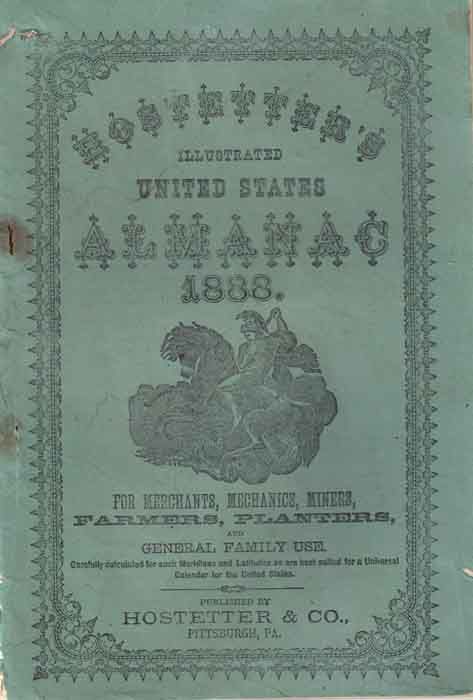 HOSTETTER'S
ILLUSTRATED
UNITED STATES
ALMANAC
1888.
FOR MERCHANTS, MECHANICS, MINERS,
FARMERS, PLANTERS,
AND
GENERAL FAMILY USE.
Carefully calculated for such Meridians and Latitudes as are best suited for a Universal
Calendar for the United States.
PUBLISHED BY
HOSTETTER & CO.,
PITTSBURGH, PA.